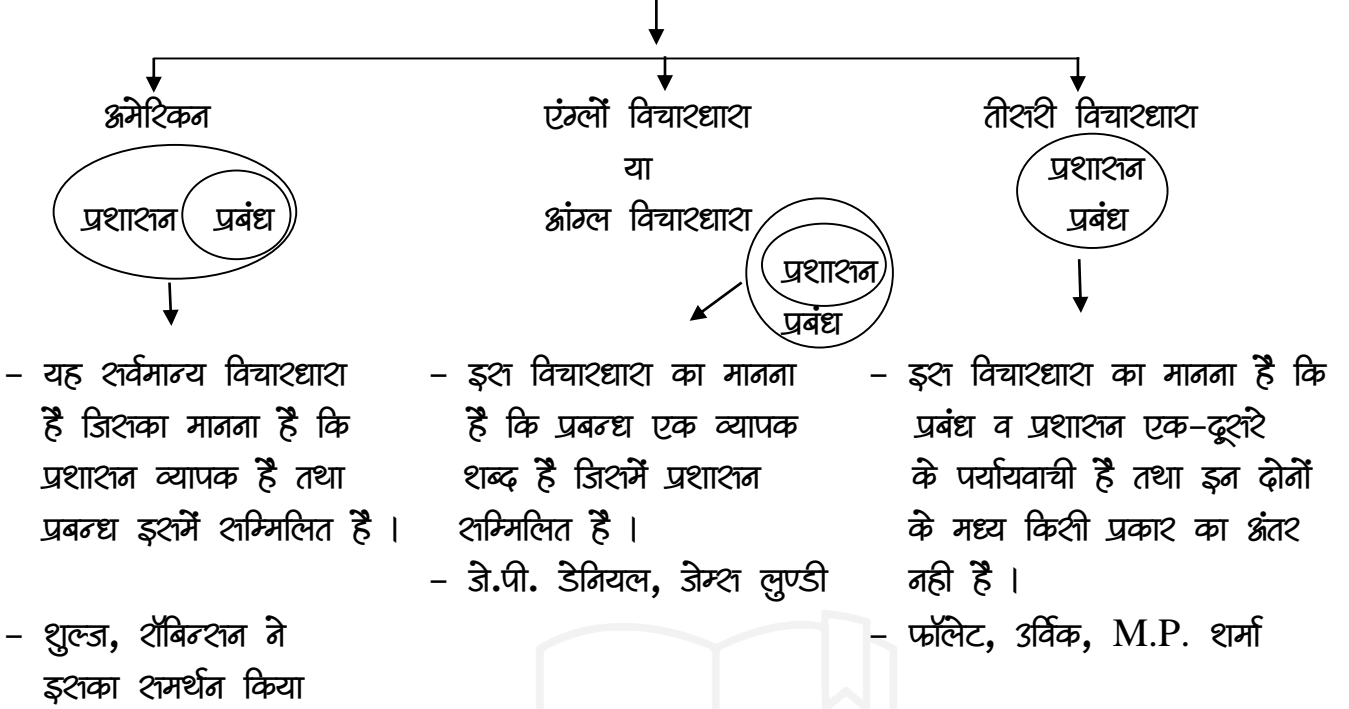 अमेरिकन
प्रशासन प्रबंध
– यह सर्वमान्य विचारधारा
है जिसका मानना है कि
प्रशासन व्यापक है तथा
प्रबन्ध इसमें सम्मिलित है ।
– शुल्ज, रॉबिन्सन ने
इसका समर्थन किया
एंग्लों विचारधारा
या
आंग्ल विचारधारा
प्रशासन
प्रबंध
– इस विचारधारा का मानना
है कि प्रबन्ध एक व्यापक
शब्द है जिसमें प्रशासन
सम्मिलित है ।
– जे.पी. डेनियल, जेम्स लुण्डी
तीसरी विचारधारा
प्रशासन
प्रबंध
– इस विचारधारा का मानना है कि
प्रबंध व प्रशासन एक–दूसरे
के पर्यायवाची है तथा इन दोनों
के मध्य किसी प्रकार का अंतर
नही है ।
– फॉलेट, उर्विक, M.P. शर्मा